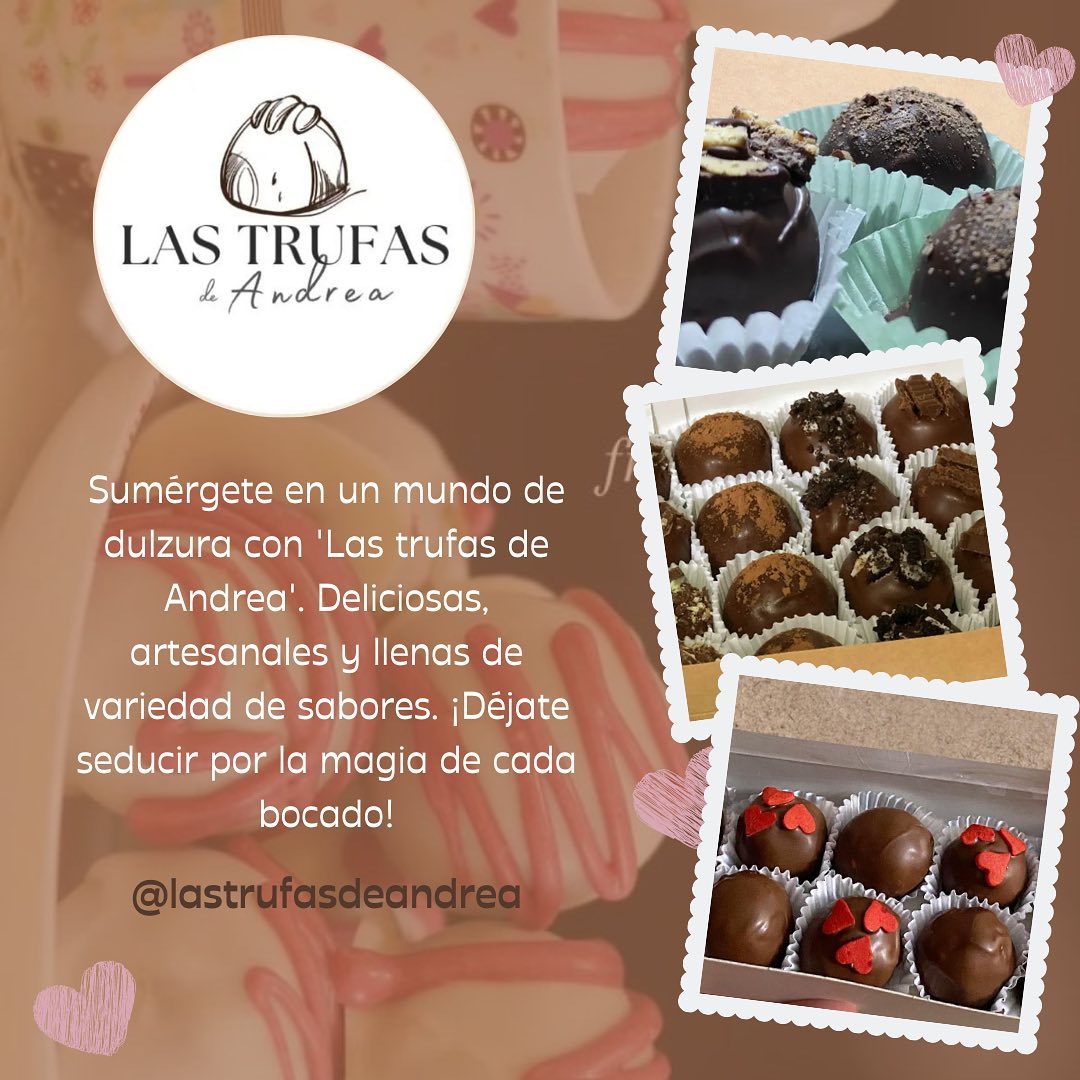 LAS TRUFAS
de Andrea
Sumérgete en un mundo de
dulzura con 'Las trufas de
Andrea'. Deliciosas,
artesanales y llenas de
variedad de sabores. ¡Déjate
seducir por la magia de cada
bocado!
@lastrufasdeandrea